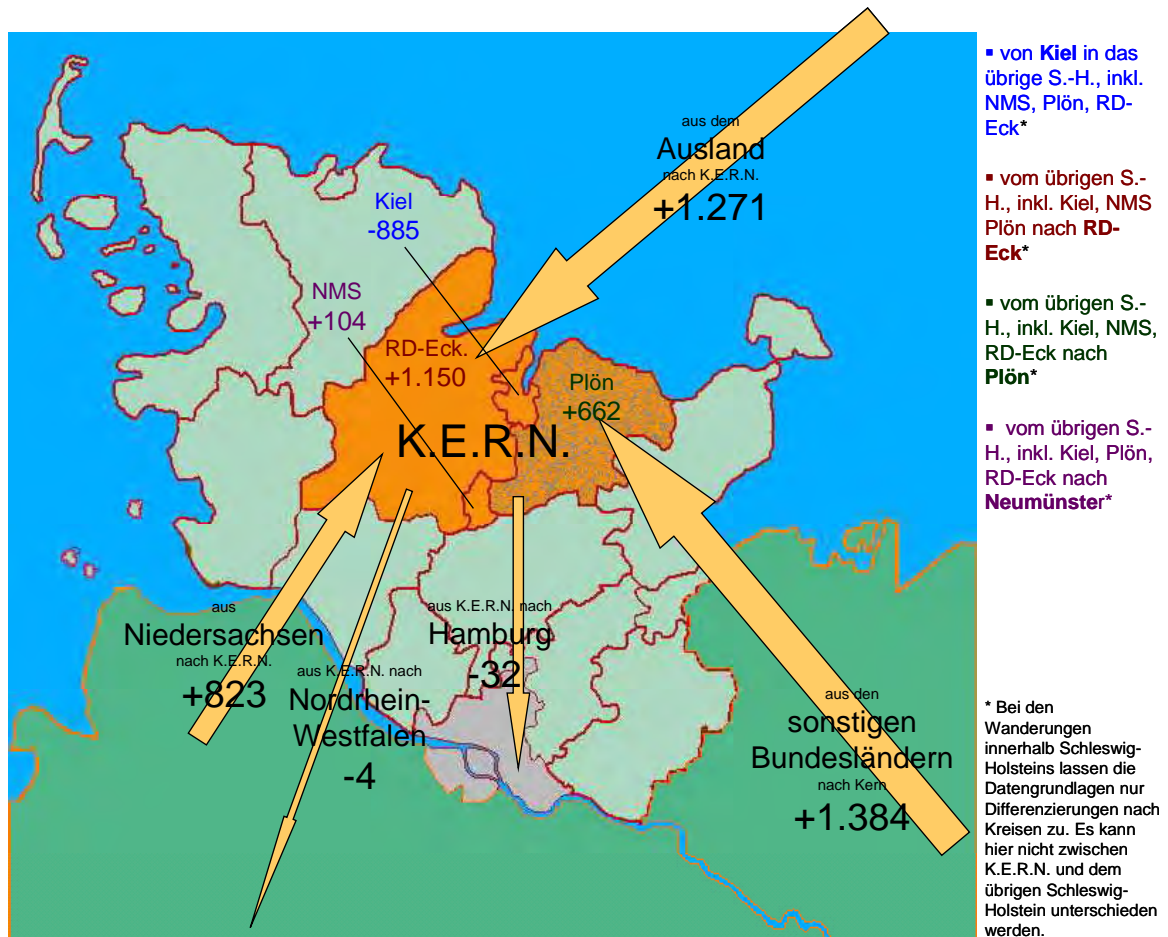 aus dem
Ausland
nach K.E.R.N.
+1.271
Kiel
-885
NMS
+104
RD-Eck.
+1.150
Plön
+662
K.E.R.N.
aus
Niedersachsen
nach K.E.R.N.
+823
aus K.E.R.N. nach
Nordrhein-
Westfalen
-4
aus K.E.R.N. nach
Hamburg
-32
aus den
sonstigen
Bundesländern
nach Kern
+1.384
▪ von Kiel in das
übrige S.-H., inkl.
NMS, Plön, RD-
Eck*
▪ vom übrigen S.-
H., inkl. Kiel, NMS
Plön nach RD-
Eck*
▪ vom übrigen S.-
H., inkl. Kiel, NMS,
RD-Eck nach
Plön*
▪ vom übrigen S.-
H., inkl. Kiel, Plön,
RD-Eck nach
Neumünster*
* Bei den
Wanderungen
innerhalb Schleswig-
Holsteins lassen die
Datengrundlagen nur
Differenzierungen nach
Kreisen zu. Es kann
hier nicht zwischen
K.E.R.N. und dem
übrigen Schleswig-
Holstein unterschieden
werden.